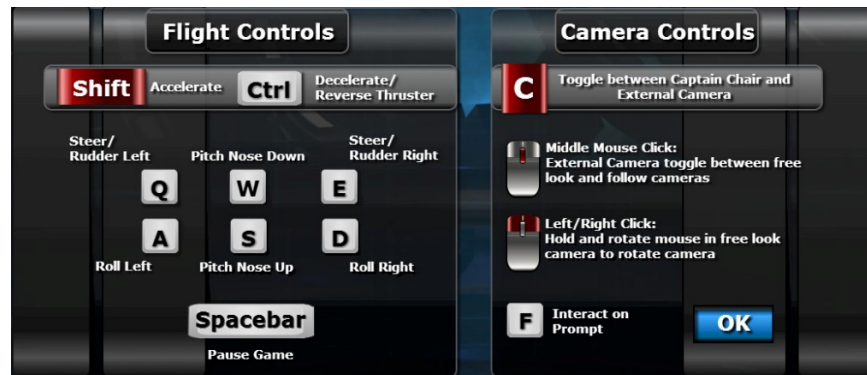 Flight Controls
Shift Accelerate Ctrl Decelerate/
Reverse Thruster
Steer/
Rudder Left
Pitch Nose Down
Steer/
Rudder Right
Q W E
A S D
Roll Left Pitch Nose Up Roll Right
Spacebar
Pause Game
Camera Controls
C Toggle between Captain Chair and
External Camera
Middle Mouse Click:
External Camera toggle between free
look and follow cameras
Left/Right Click:
Hold and rotate mouse in free look
camera to rotate camera
F Interact on
Prompt
OK